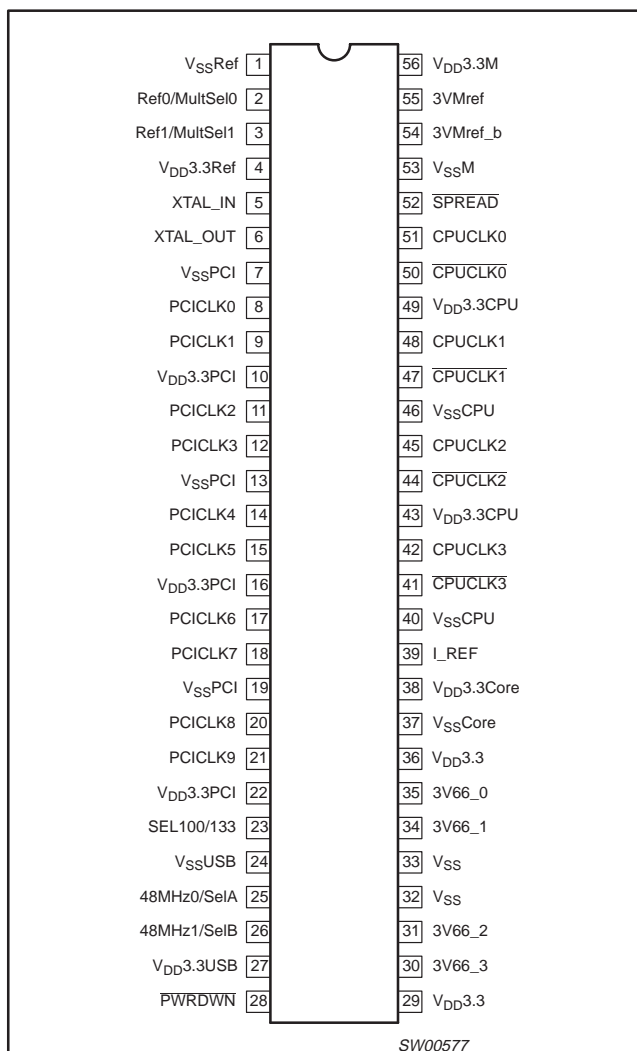 VSSRef 1 56 VDD3.3M
Ref0/MultSel0 2 55 3VMref
Ref1/MultSel1 3 54 3VMref_b
VDD3.3Ref 4 53 VSSM
XTAL_IN 5 52 SPREAD
XTAL_OUT 6 51 CPUCLK0
VSSPCI 7 50 CPUCLK0
PCICLK0 8 49 VDD3.3CPU
PCICLK1 9 48 CPUCLK1
VDD3.3PCI 10 47 CPUCLK1
PCICLK2 11 46 VSSCPU
PCICLK3 12 45 CPUCLK2
VSSPCI 13 44 CPUCLK2
PCICLK4 14 43 VDD3.3CPU
PCICLK5 15 42 CPUCLK3
VDD3.3PCI 16 41 CPUCLK3
PCICLK6 17 40 VSSCPU
PCICLK7 18 39 I_REF
VSSPCI 19 38 VDD3.3Core
PCICLK8 20 37 VSSCore
PCICLK9 21 36 VDD3.3
VDD3.3PCI 22 35 3V66_0
SEL100/133 23 34 3V66_1
VSSUSB 24 33 VSS
48MHz0/SelA 25 32 VSS
48MHz1/SelB 26 31 3V66_2
VDD3.3USB 27 30 3V66_3
PWRDWN 28 29 VDD3.3
SW00577